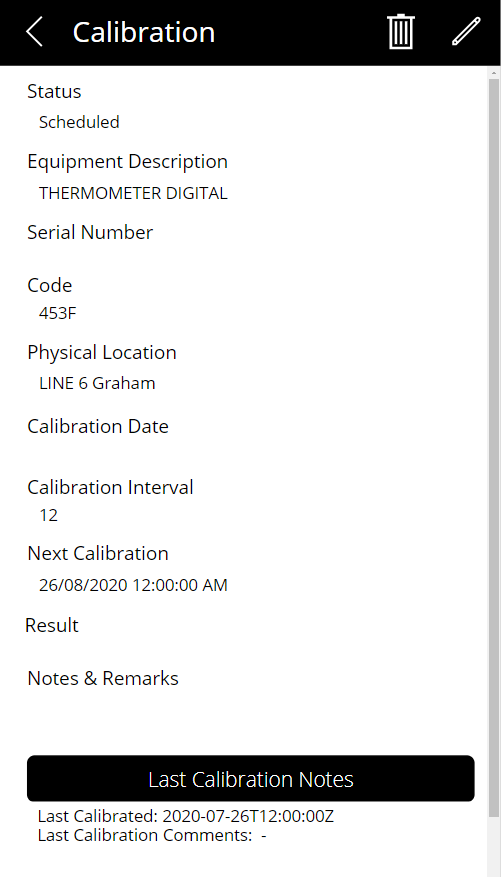 Calibration
Status
Scheduled
Equipment Description
THERMOMETER DIGITAL
Serial Number
Code
453F
Physical Location
LINE 6 Graham
Calibration Date
Calibration Interval
12
Next Calibration
26/08/2020 12:00:00 AM
Result
Notes & Remarks
Last Calibration Notes
Last Calibrated: 2020-07-26T12:00:00Z
Last Calibration Comments: -